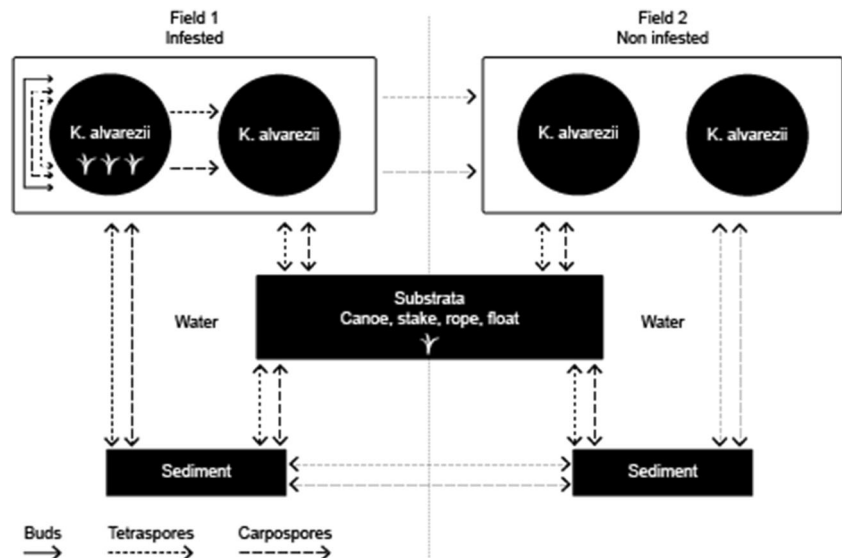 Field 1
Infested
Field 2
Non infested
K. alvarezii
K. alvarezii
K. alvarezii
K. alvarezii
Substrata
Canoe, stake, rope, float
Water
Water
Sediment
Sediment
Buds
Tetraspores
Carpospores